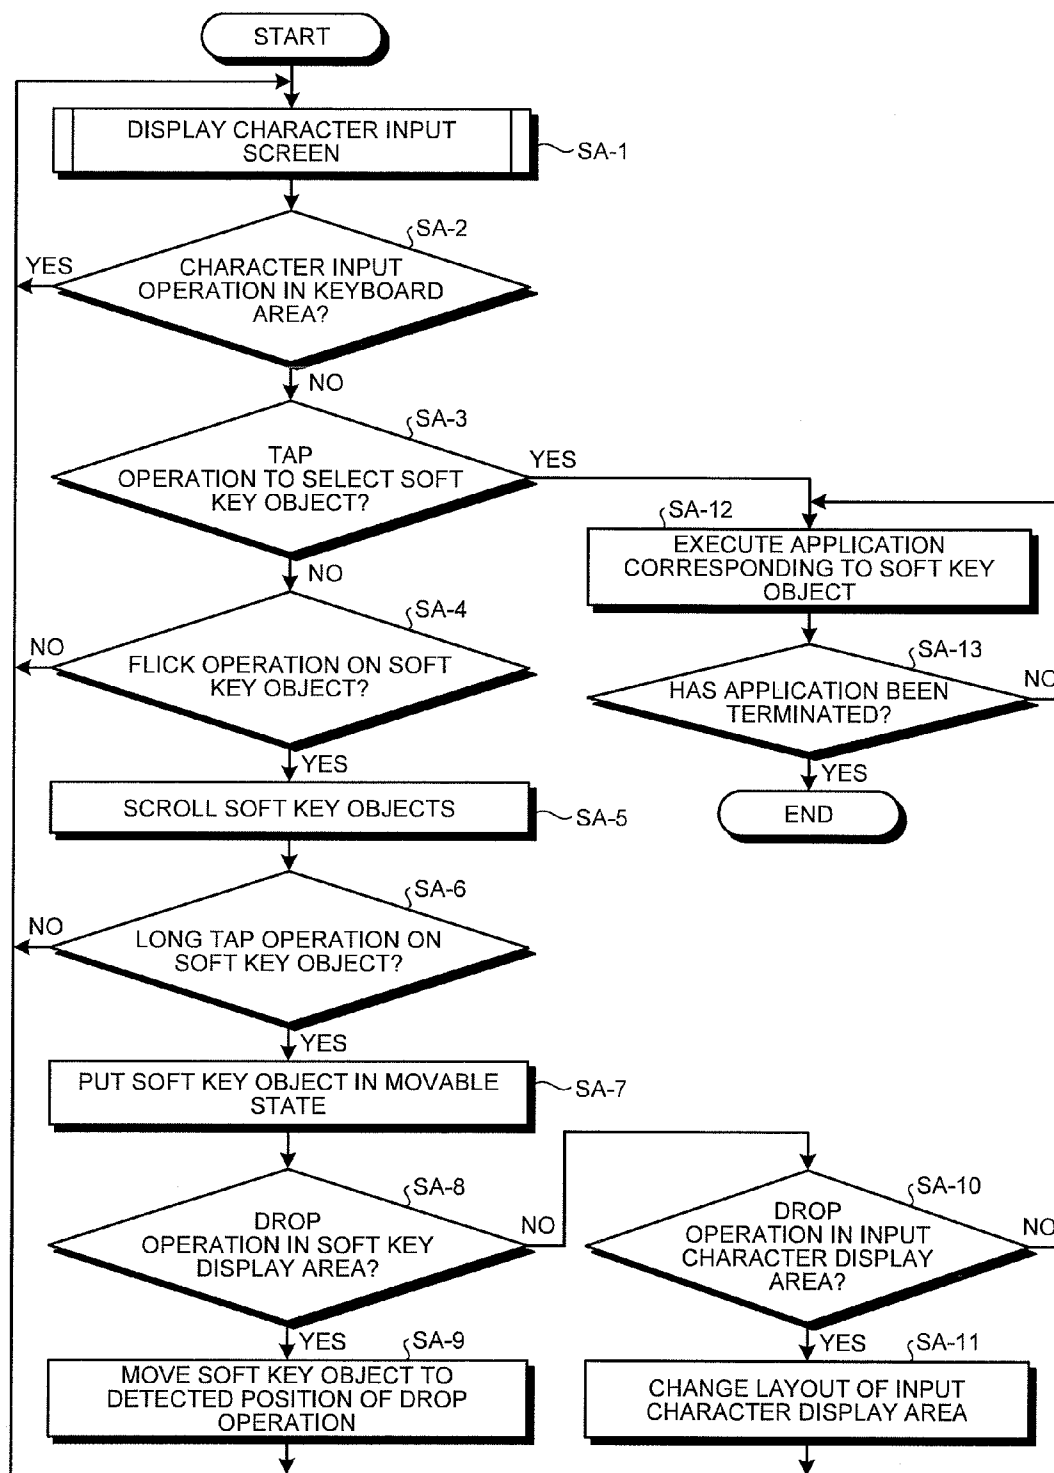 START
DISPLAY CHARACTER INPUT
SCREEN
SA-1
SA-2
YES
CHARACTER INPUT
OPERATION IN KEYBOARD
AREA?
NO
SA-3
TAP
OPERATION TO SELECT SOFT
KEY OBJECT?
YES
NO
SA-12
EXECUTE APPLICATION
CORRESPONDING TO SOFT KEY
OBJECT
SA-4
NO
FLICK OPERATION ON SOFT
KEY OBJECT?
YES
SA-13
NO
HAS APPLICATION BEEN
TERMINATED?
YES
END
SCROLL SOFT KEY OBJECTS
SA-5
SA-6
NO
LONG TAP OPERATION ON
SOFT KEY OBJECT?
YES
PUT SOFT KEY OBJECT IN MOVABLE
STATE
SA-7
SA-8
DROP
OPERATION IN SOFT KEY
DISPLAY AREA?
NO
YES
SA-10
DROP
OPERATION IN INPUT
CHARACTER DISPLAY
AREA?
NO
YES
SA-9
MOVE SOFT KEY OBJECT TO
DETECTED POSITION OF DROP
OPERATION
SA-11
CHANGE LAYOUT OF INPUT
CHARACTER DISPLAY AREA